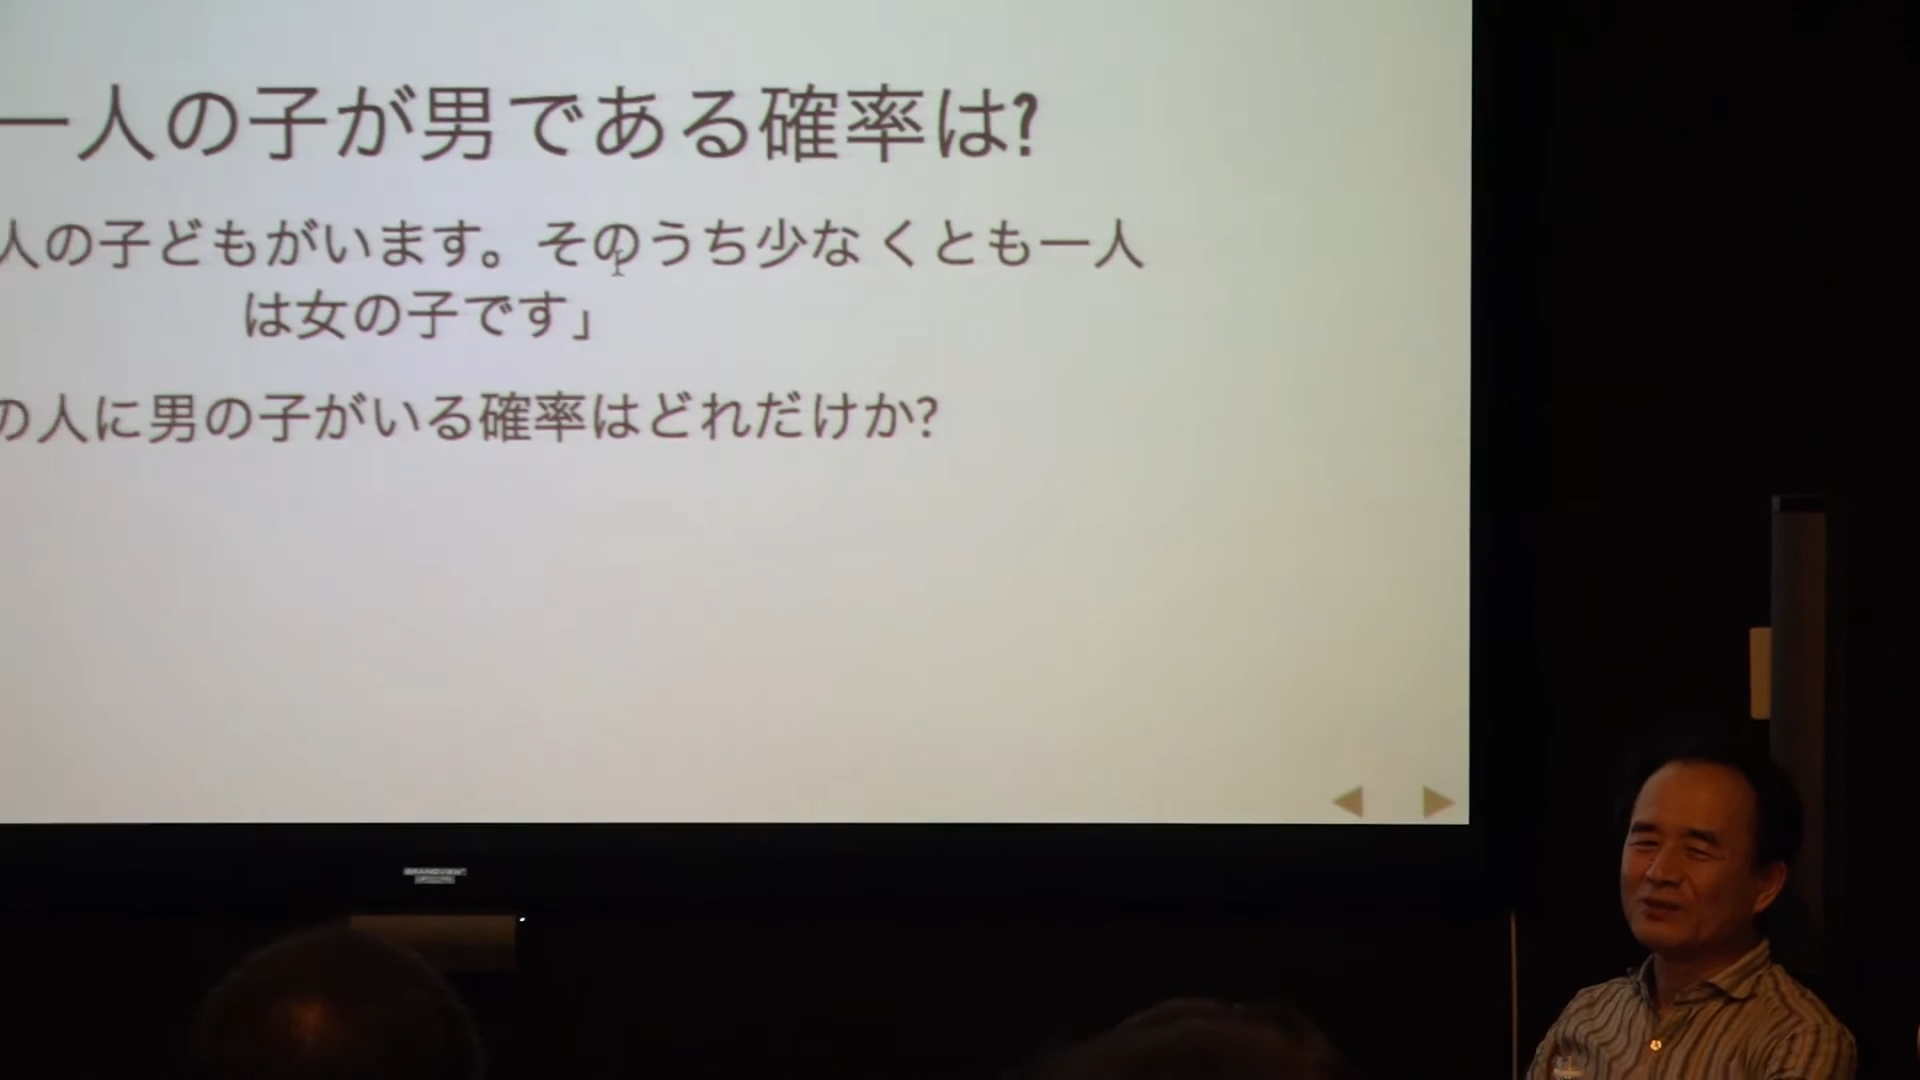 一人の子が男である確率は?
人の子どもがいます。そのうち少なくとも一人
は女の子です」
の人に男の子がいる確率はどれだけか?
GRANDVIEW